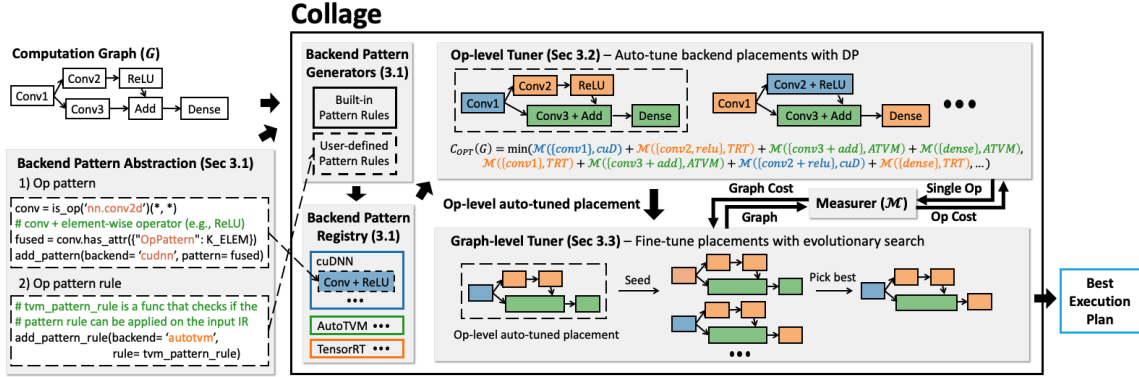 Collage
Computation Graph (G)
Conv1
Conv2
ReLU
Conv3
Add
Dense
Backend Pattern Abstraction (Sec 3.1)
1) Op pattern
conv = is_op('nn.conv2d')(*, *)
# conv + element-wise operator (e.g., ReLU)
fused = conv.has_attr({"OpPattern": K_ELEM})
add_pattern(backend= 'cudnn', pattern= fused)
2) Op pattern rule
# tvm_pattern_rule is a func that checks if the
# pattern rule can be applied on the input IR
add_pattern_rule(backend= 'autotvm',
rule= tvm_pattern_rule)
Backend Pattern
Generators (3.1)
Built-in
Pattern Rules
User-defined
Pattern Rules
Backend Pattern
Registry (3.1)
cuDNN
Conv + ReLU
•••
AutoTVM •••
TensorRT •••
Op-level Tuner (Sec 3.2) – Auto-tune backend placements with DP
Conv1
Conv2
ReLU
Conv3 + Add
Dense
Conv1
Conv2 + ReLU
Conv3 + Add
Dense
•••
C_OPT(G) = min(ℳ({conv1}, cuD) + ℳ({conv2, relu}, TRT) + ℳ({conv3 + add}, ATVM) + ℳ({dense}, ATVM),
ℳ({conv1}, TRT) + ℳ({conv3 + add}, ATVM) + ℳ({conv2 + relu}, cuD) + ℳ({dense}, TRT), ...)
Op-level auto-tuned placement
Graph Cost
Graph
Measurer (ℳ)
Single Op
Op Cost
Graph-level Tuner (Sec 3.3) – Fine-tune placements with evolutionary search
Op-level auto-tuned placement
Seed
•••
Pick best
Best
Execution
Plan